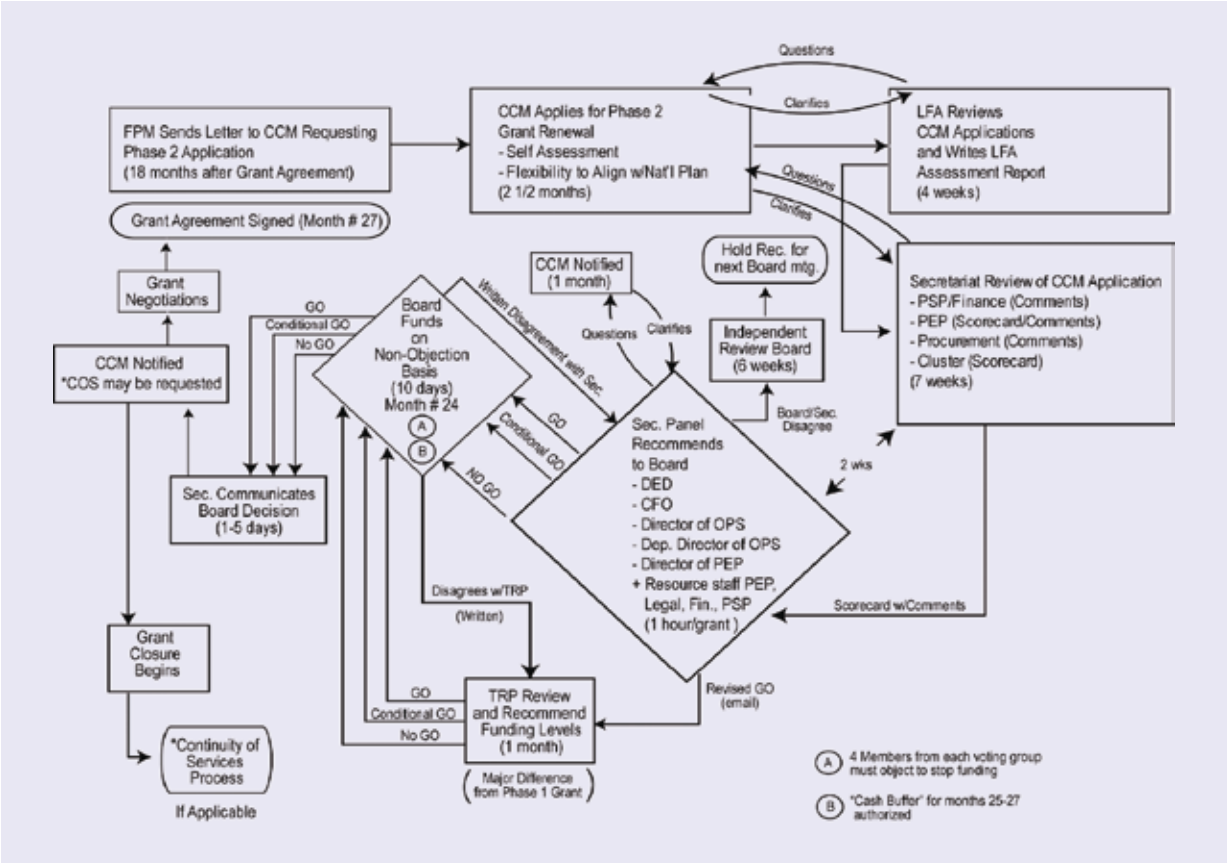 Questions
Clarifies
FPM Sends Letter to CCM Requesting
Phase 2 Application
(18 months after Grant Agreement)
CCM Applies for Phase 2
Grant Renewal
- Self Assessment
- Flexibility to Align w/Nat'l Plan
(2 1/2 months)
LFA Reviews
CCM Applications
and Writes LFA
Assessment Report
(4 weeks)
Questions
Clarifies
Grant Agreement Signed (Month # 27)
Grant
Negotiations
CCM Notified
*COS may be requested
GO
Conditional GO
No GO
Board
Funds
on
Non-Objection
Basis
(10 days)
Month # 24
A
B
Written Disagreement with Sec.
CCM Notified
(1 month)
Questions
Clarifies
Hold Rec. for
next Board mtg.
Independent
Review Board
(6 weeks)
Board/Sec.
Disagree
Secretariat Review of CCM Application
- PSP/Finance (Comments)
- PEP (Scorecard/Comments)
- Procurement (Comments)
- Cluster (Scorecard)
(7 weeks)
GO
Conditional GO
NO GO
Sec. Panel
Recommends
to Board
- DED
- CFO
- Director of OPS
- Dep. Director of OPS
- Director of PEP
+ Resource staff PEP,
Legal, Fin., PSP
(1 hour/grant )
2 wks
Scorecard w/Comments
Sec. Communicates
Board Decision
(1-5 days)
Disagrees w/TRP
(Written)
Grant
Closure
Begins
*Continuity of
Services
Process
If Applicable
GO
Conditional GO
No GO
TRP Review
and Recommend
Funding Levels
(1 month)
(Major Difference
from Phase 1 Grant)
Revised GO
(email)
A 4 Members from each voting group
must object to stop funding
B "Cash Buffer" for months 25-27
authorized